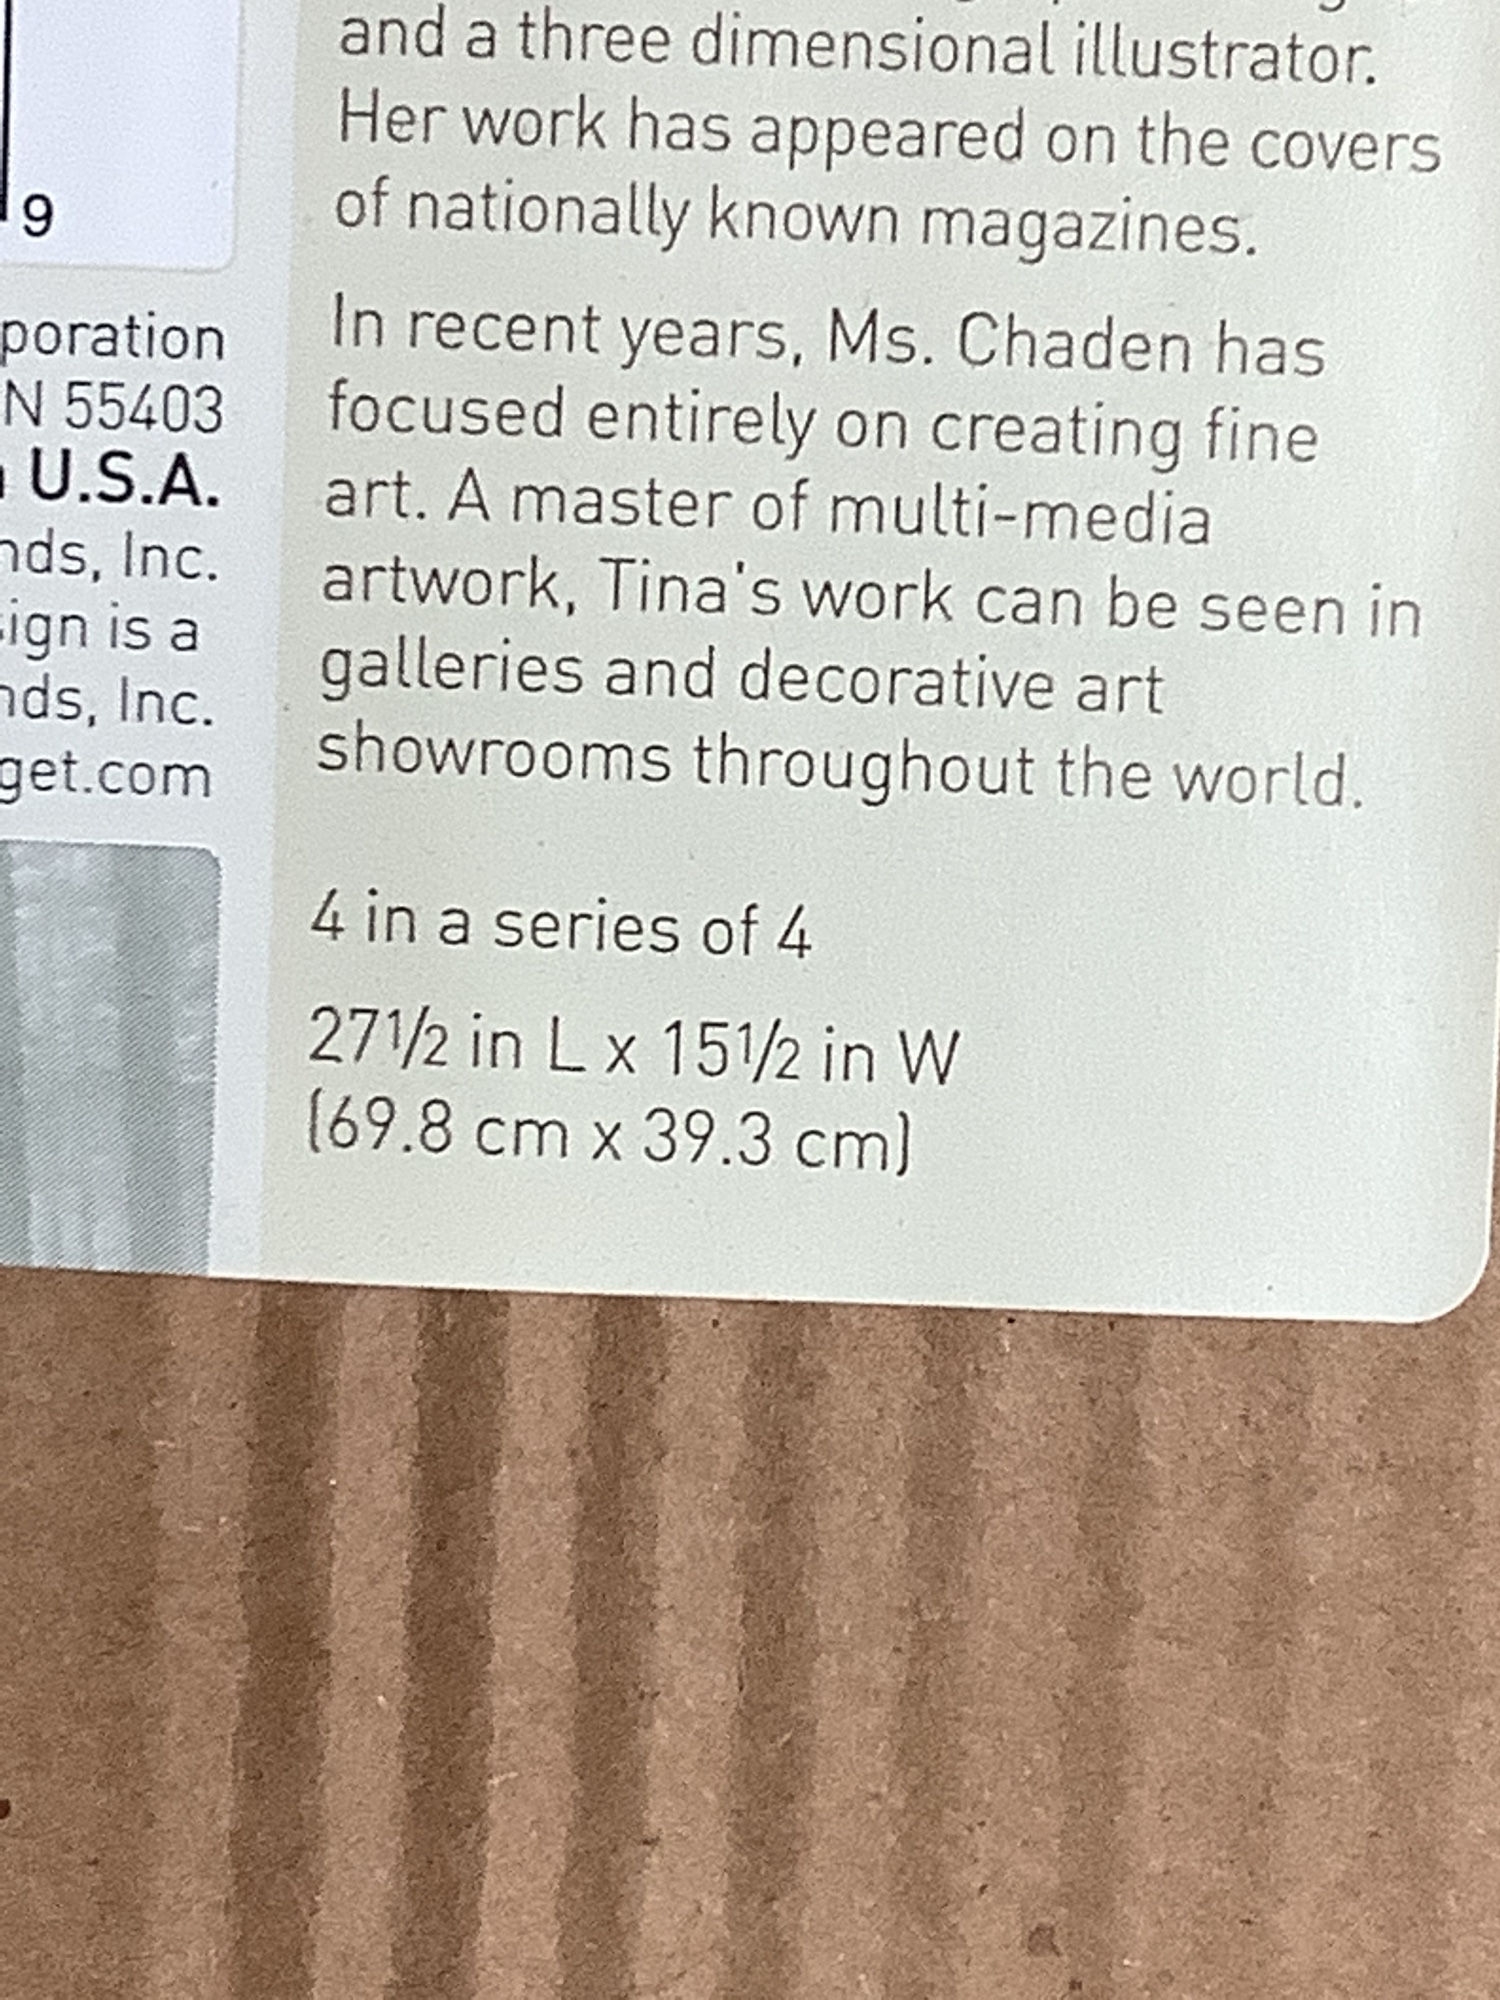 9
poration
N 55403
U.S.A.
nds, Inc.
ign is a
nds, Inc.
get.com
and a three dimensional illustrator.
Her work has appeared on the covers
of nationally known magazines.
In recent years, Ms. Chaden has
focused entirely on creating fine
art. A master of multi-media
artwork, Tina's work can be seen in
galleries and decorative art
showrooms throughout the world.
4 in a series of 4
27½ in L x 15½ in W
(69.8 cm x 39.3 cm)